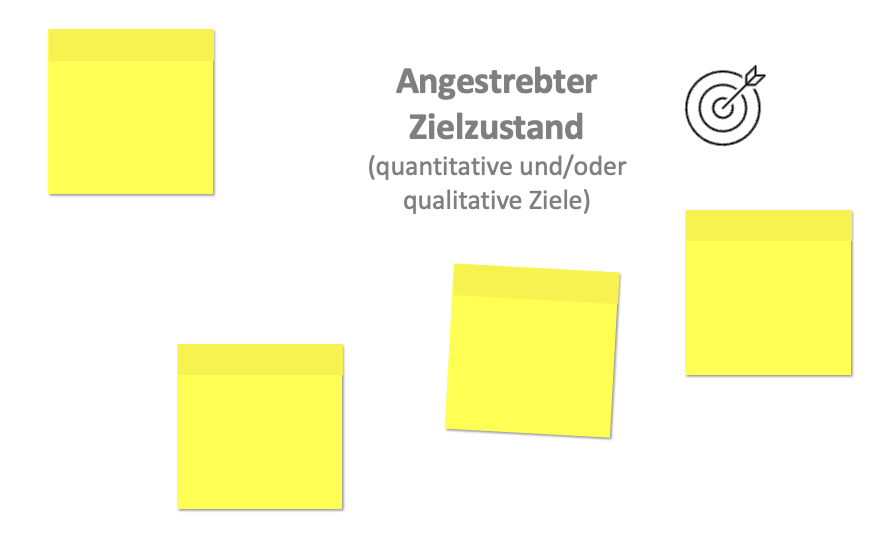 Angestrebter
Zielzustand
(quantitative und/oder
qualitative Ziele)